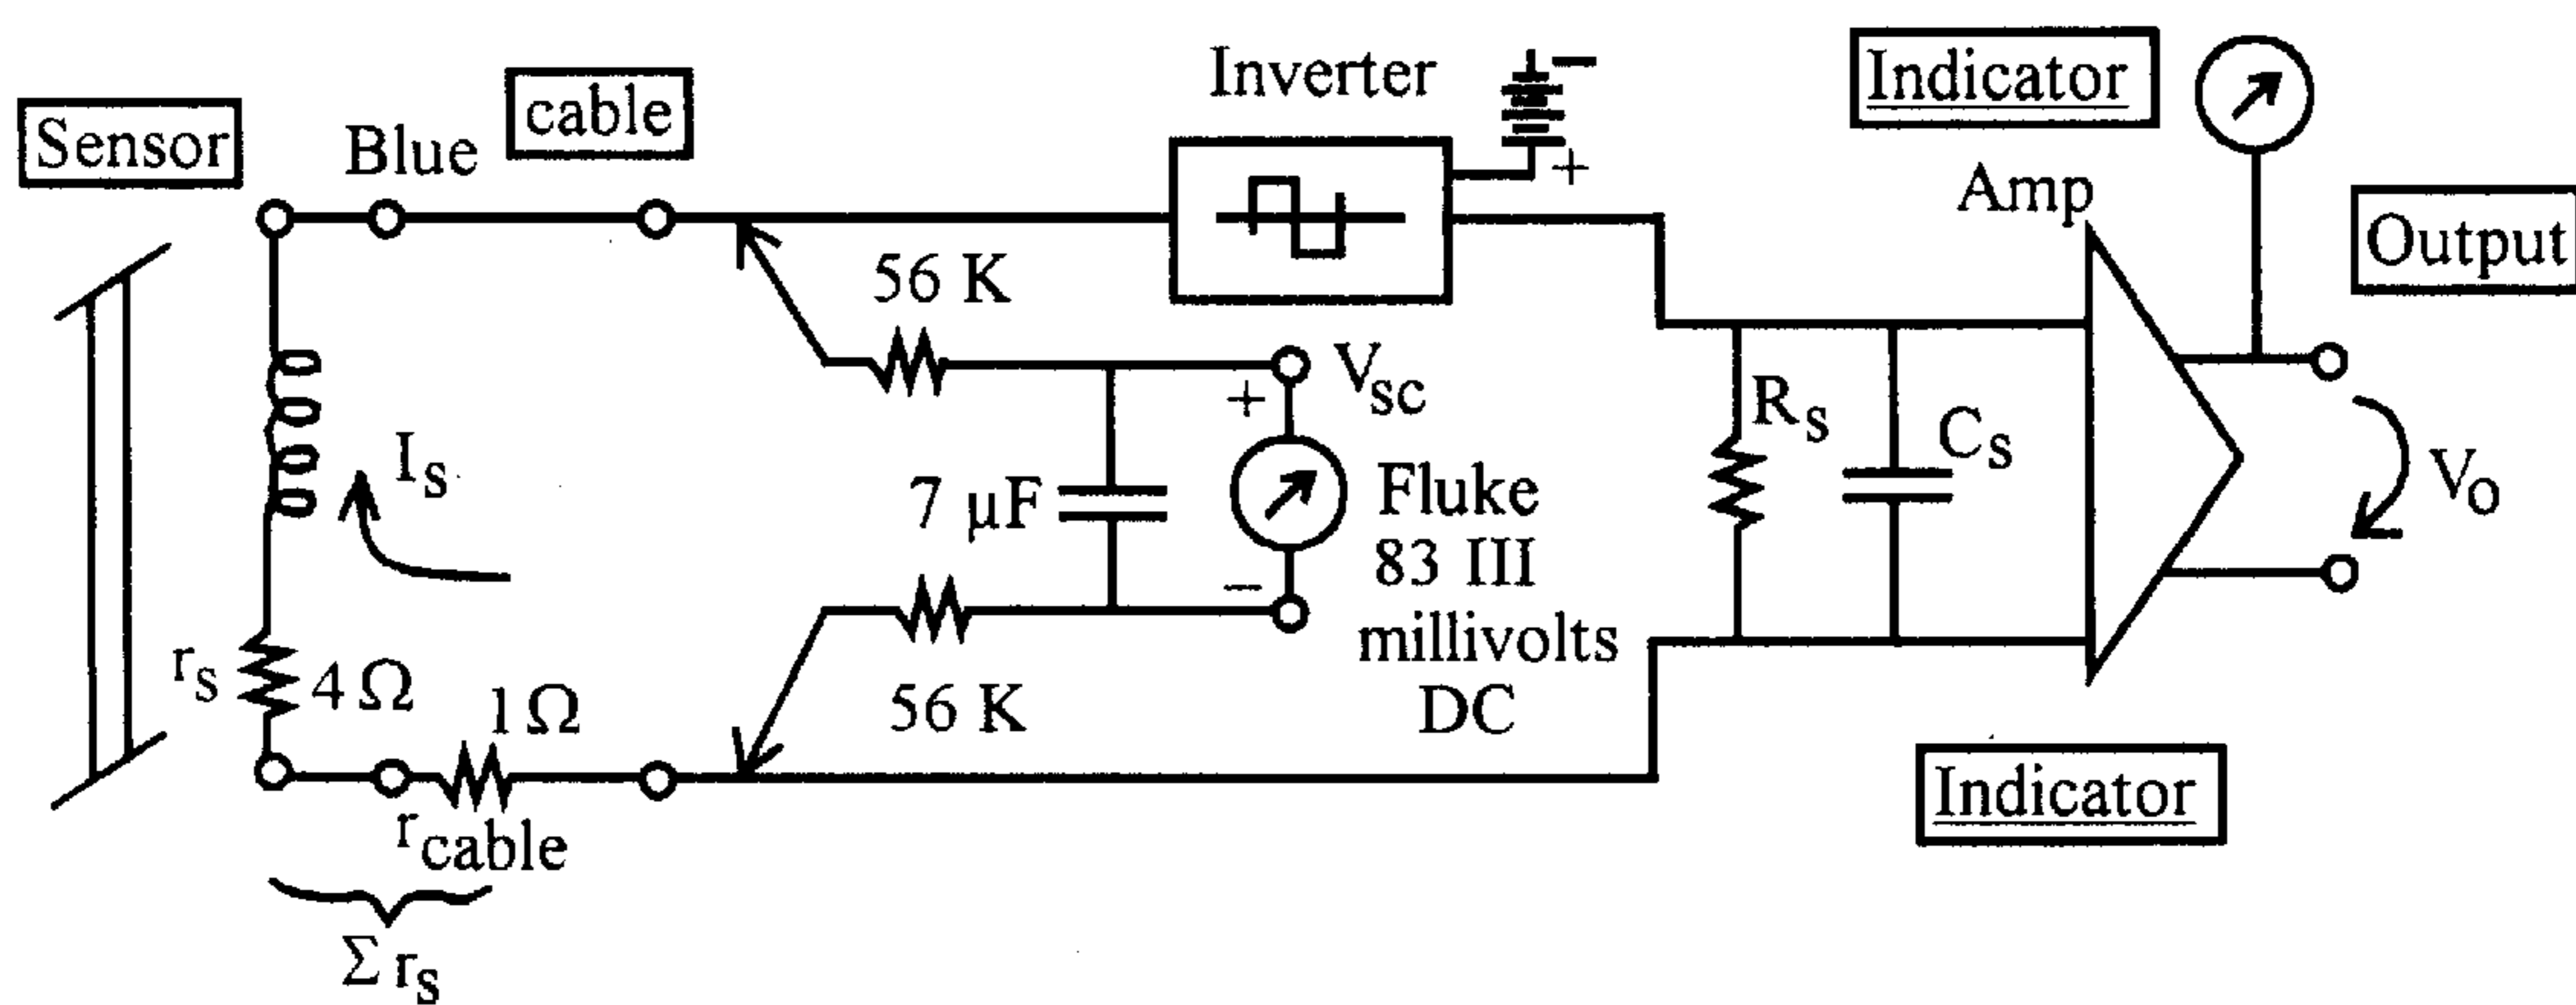 Sensor
Blue
cable
Inverter
−
+
Indicator
Amp
Output
56 K
Vsc
+
Is
7 µF
Fluke
83 III
millivolts
DC
−
Rs
Cs
Vo
rs
4 Ω
1 Ω
56 K
rcable
Σ rs
Indicator